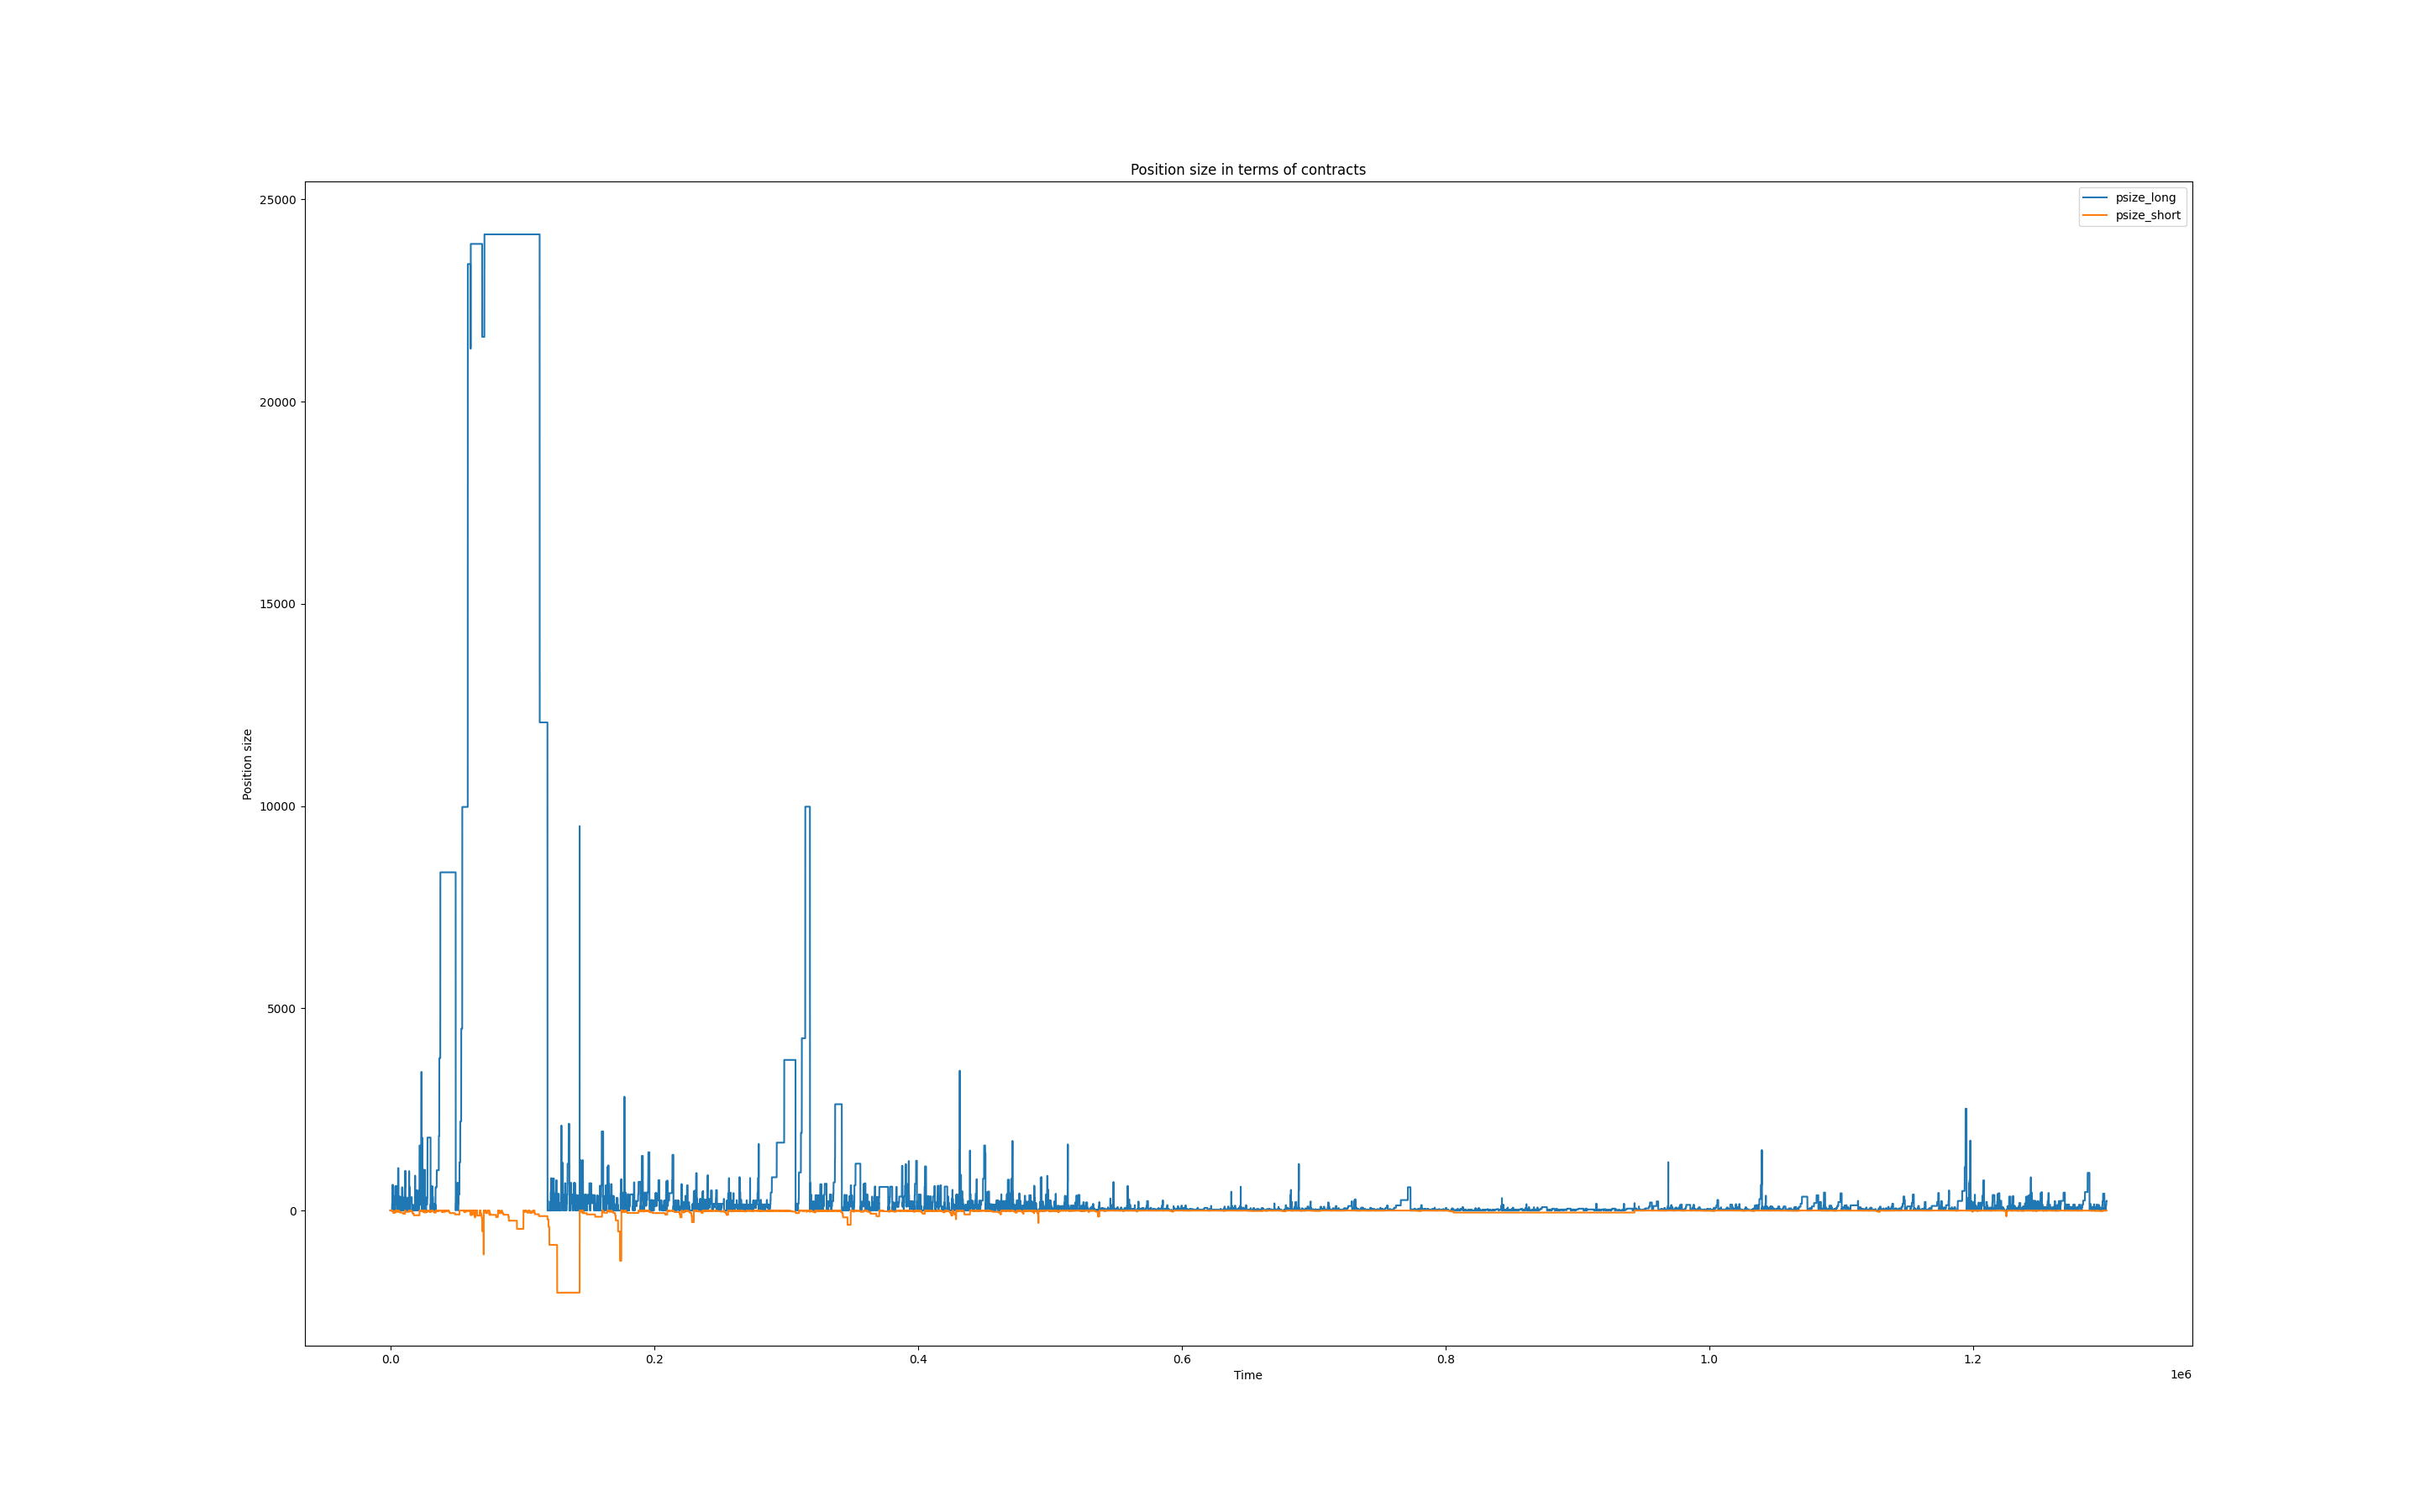 Position size in terms of contracts
psize_long
psize_short
25000
20000
15000
10000
5000
0
Position size
0.0
0.2
0.4
0.6
0.8
1.0
1.2
1e6
Time